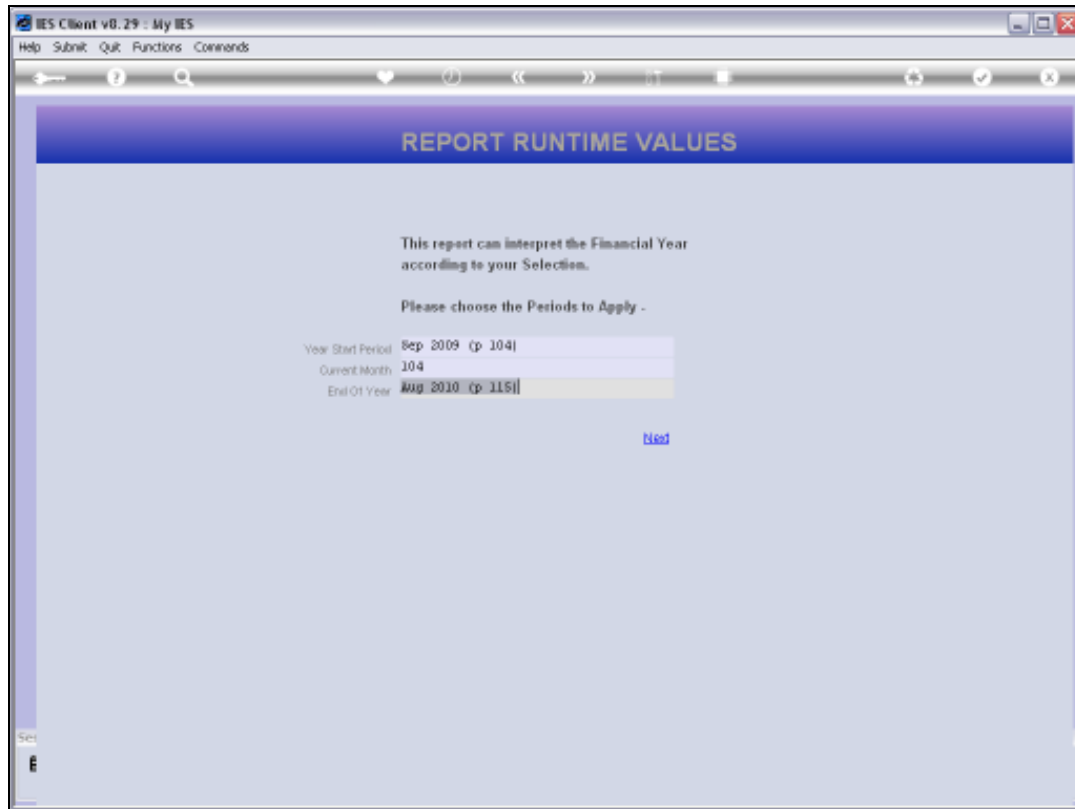 IES Client v8.29 : My IES
Help Submit Quit Functions Commands
REPORT RUNTIME VALUES
This report can interpret the Financial Year
according to your Selection.
Please choose the Periods to Apply -
Year Start Period Sep 2009 (p 104)
Current Month 104
End Of Year Aug 2010 (p 115)
Next